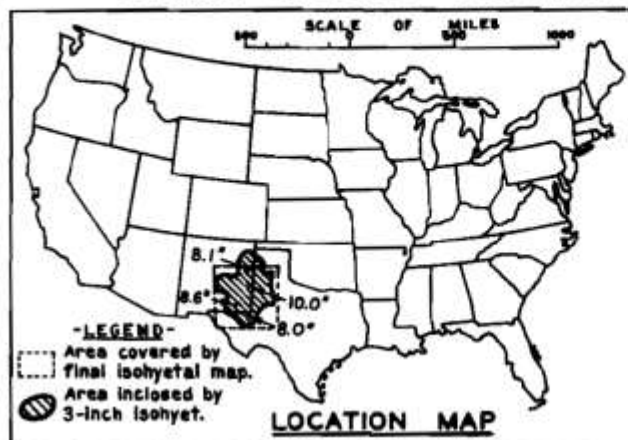 SCALE OF MILES
500 0 500 1000
8.1"
8.6"
10.0"
8.0"
-LEGEND-
Area covered by
final isohyetal map.
Area inclosed by
3-inch isohyet.
LOCATION MAP